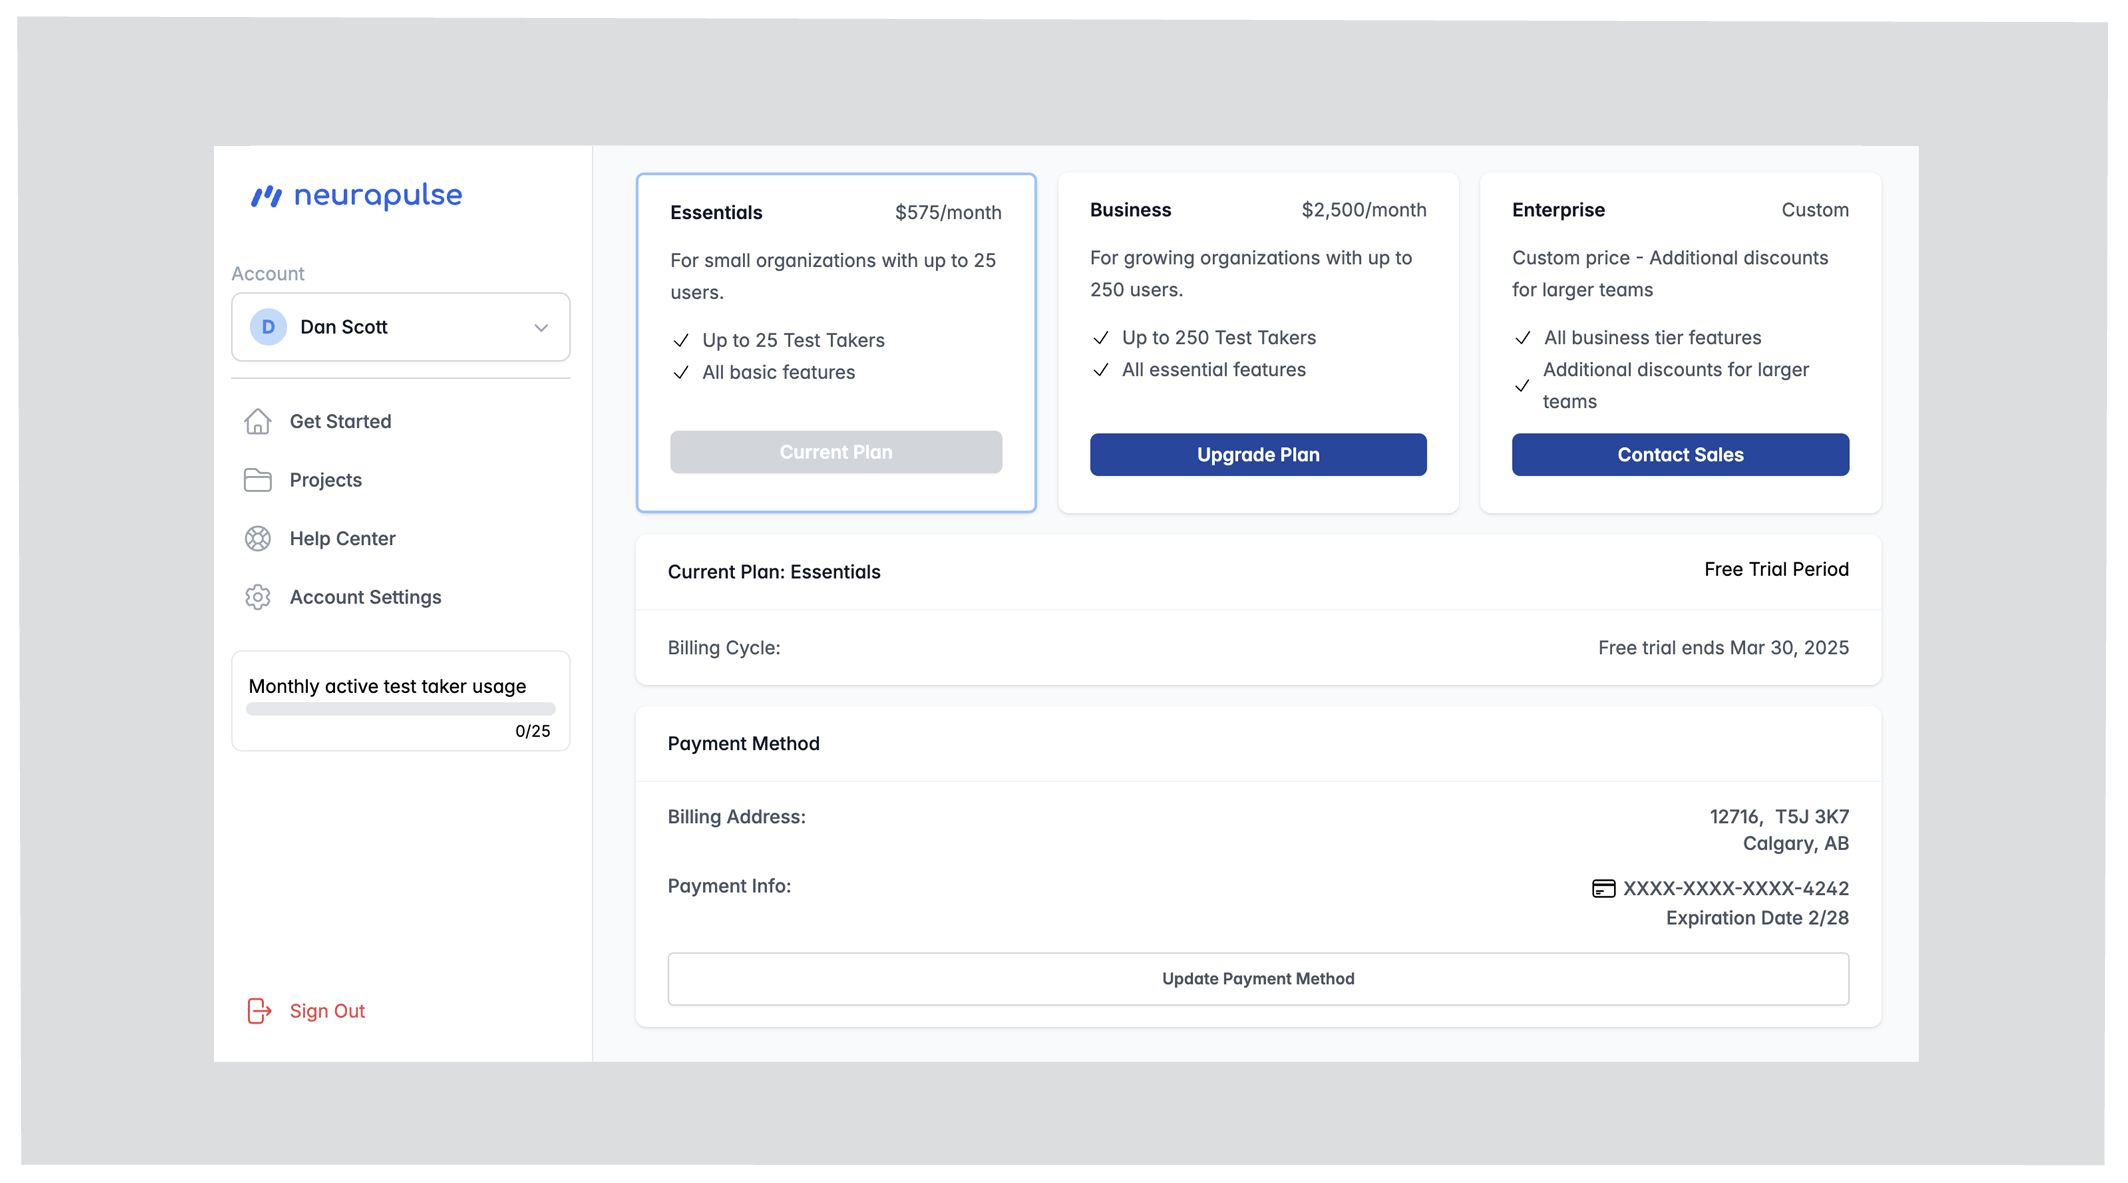 neurapulse
Account
D Dan Scott
Get Started
Projects
Help Center
Account Settings
Monthly active test taker usage
0/25
Sign Out
Essentials $575/month
For small organizations with up to 25
users.
Up to 25 Test Takers
All basic features
Current Plan
Business $2,500/month
For growing organizations with up to
250 users.
Up to 250 Test Takers
All essential features
Upgrade Plan
Enterprise Custom
Custom price - Additional discounts
for larger teams
All business tier features
Additional discounts for larger
teams
Contact Sales
Current Plan: Essentials Free Trial Period
Billing Cycle: Free trial ends Mar 30, 2025
Payment Method
Billing Address: 12716, T5J 3K7
Calgary, AB
Payment Info: XXXX-XXXX-XXXX-4242
Expiration Date 2/28
Update Payment Method